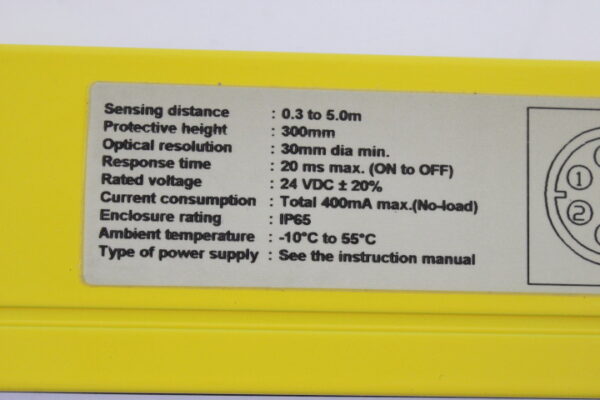 Sensing distance : 0.3 to 5.0m
Protective height : 300mm
Optical resolution : 30mm dia min.
Response time : 20 ms max. (ON to OFF)
Rated voltage : 24 VDC ± 20%
Current consumption : Total 400mA max.(No-load)
Enclosure rating : IP65
Ambient temperature : -10°C to 55°C
Type of power supply : See the instruction manual
①
②